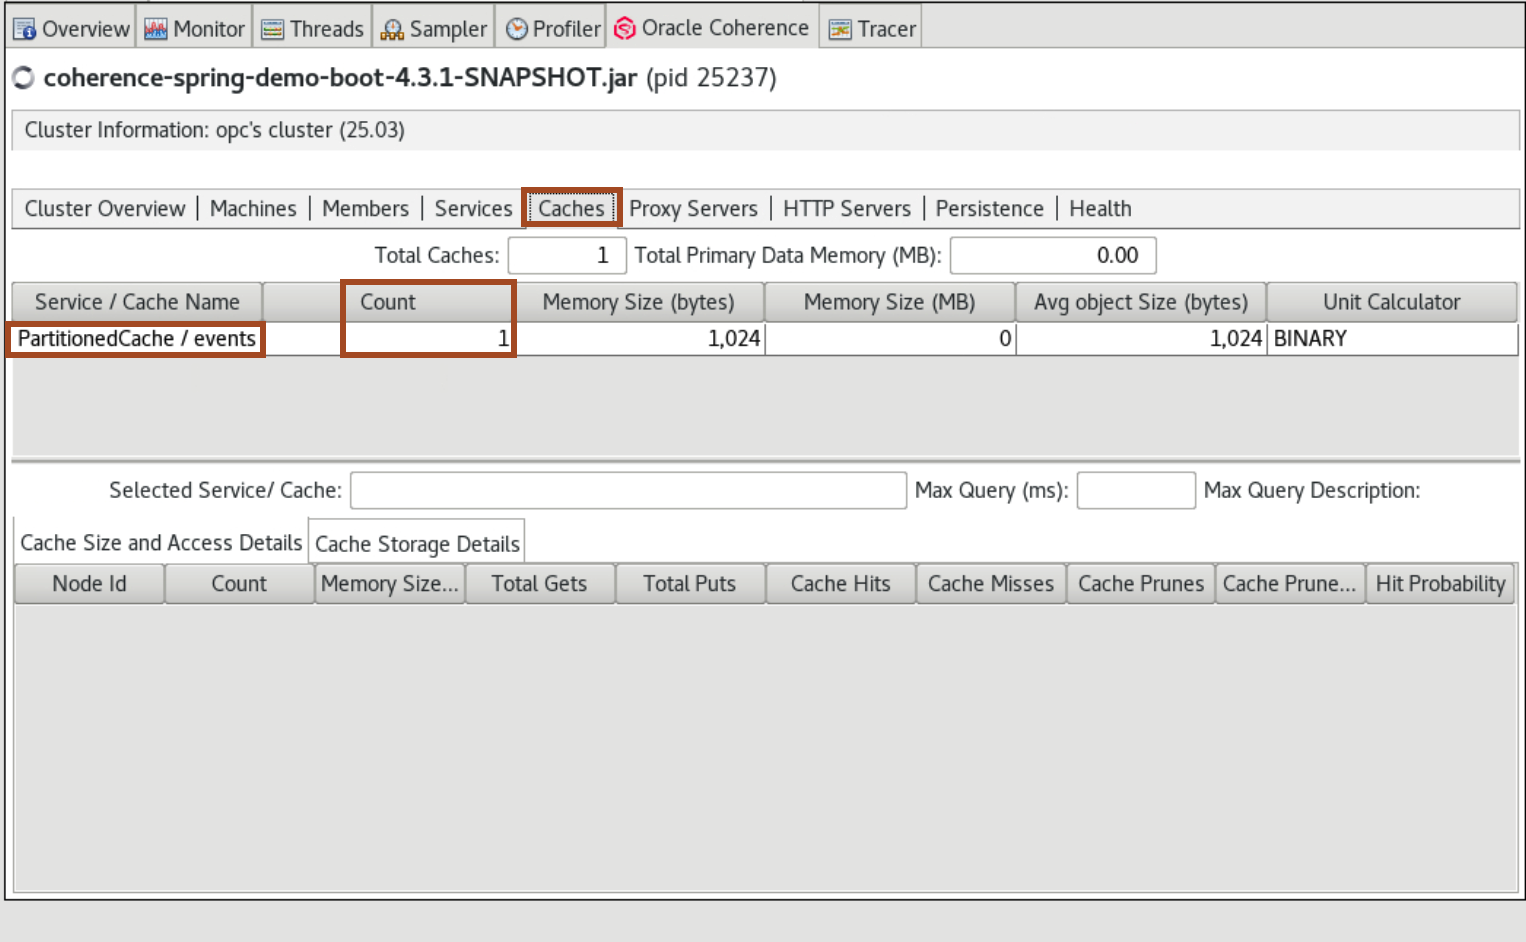 Overview Monitor Threads Sampler Profiler Oracle Coherence Tracer
coherence-spring-demo-boot-4.3.1-SNAPSHOT.jar (pid 25237)
Cluster Information: opc's cluster (25.03)
Cluster Overview | Machines | Members | Services Caches Proxy Servers | HTTP Servers | Persistence | Health
Total Caches: 1 Total Primary Data Memory (MB): 0.00
Service / Cache Name Count Memory Size (bytes) Memory Size (MB) Avg object Size (bytes) Unit Calculator
PartitionedCache / events 1 1,024 0 1,024 BINARY
Selected Service/ Cache: Max Query (ms): Max Query Description:
Cache Size and Access Details Cache Storage Details
Node Id Count Memory Size... Total Gets Total Puts Cache Hits Cache Misses Cache Prunes Cache Prune... Hit Probability